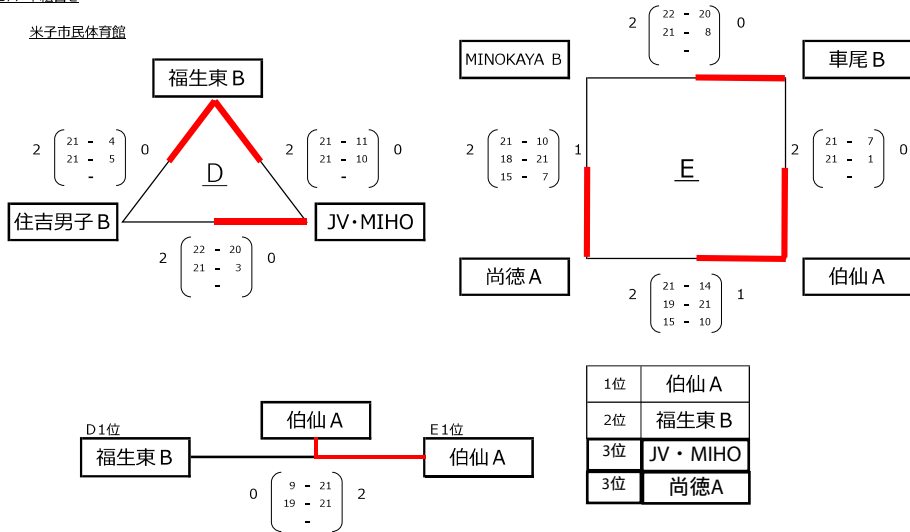 米子市民体育館
福生東B
2 21 - 4 0
21 - 5
-
2 21 - 11 0
21 - 10
-
D
住吉男子B
JV・MIHO
2 22 - 20 0
21 - 3
-
2 22 - 20 0
21 - 8
-
MINOKAYA B
車尾B
2 21 - 10 1
18 - 21
15 - 7
E
2 21 - 7 0
21 - 1
-
尚徳A
伯仙A
2 21 - 14 1
19 - 21
15 - 10
伯仙A
D1位
E1位
福生東B
伯仙A
0 9 - 21 2
19 - 21
-
1位 伯仙A
2位 福生東B
3位 JV・MIHO
3位 尚徳A